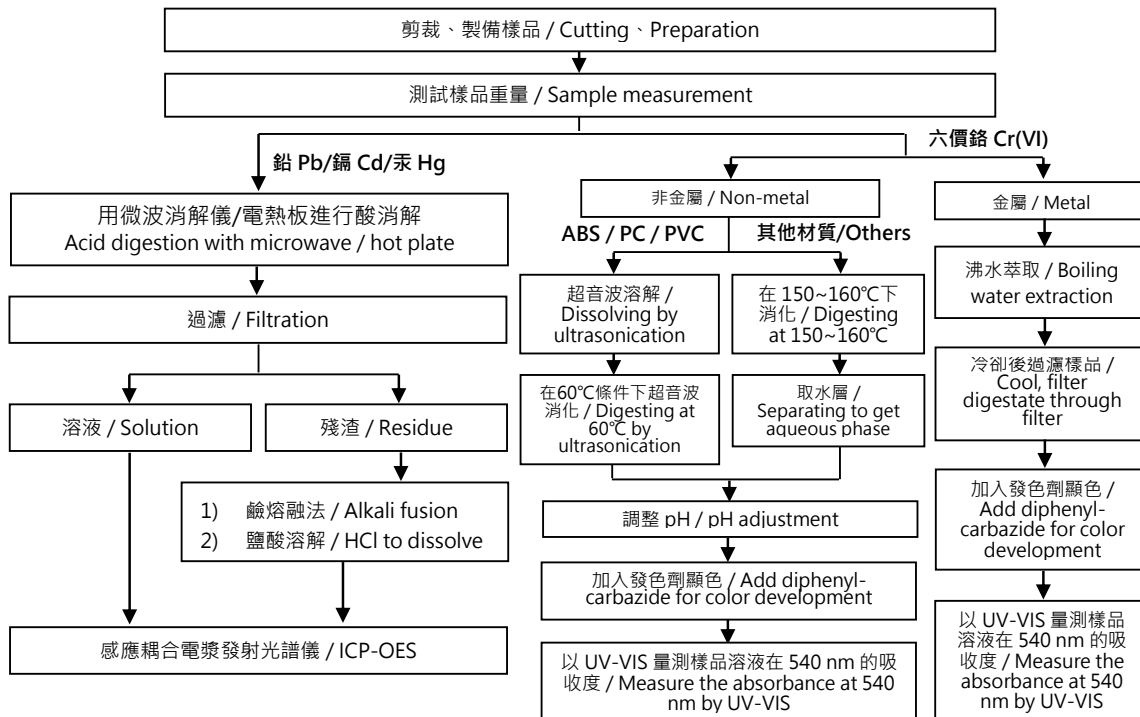 剪裁、製備樣品 / Cutting、Preparation
測試樣品重量 / Sample measurement
鉛 Pb/鎘 Cd/汞 Hg
六價鉻 Cr(VI)
用微波消解儀/電熱板進行酸消解
Acid digestion with microwave / hot plate
過濾 / Filtration
溶液 / Solution
殘渣 / Residue
1) 鹼熔融法 / Alkali fusion
2) 鹽酸溶解 / HCl to dissolve
感應耦合電漿發射光譜儀 / ICP-OES
非金屬 / Non-metal
ABS / PC / PVC
其他材質/Others
超音波溶解 /
Dissolving by
ultrasonication
在60℃條件下超音波
消化 / Digesting at
60℃ by
ultrasonication
在 150~160℃下
消化 / Digesting
at 150~160℃
取水層 /
Separating to get
aqueous phase
調整 pH / pH adjustment
加入發色劑顯色 / Add diphenyl-
carbazide for color development
以 UV-VIS 量測樣品溶液在 540 nm 的吸
收度 / Measure the absorbance at 540
nm by UV-VIS
金屬 / Metal
沸水萃取 / Boiling
water extraction
冷卻後過濾樣品 /
Cool, filter
digestate through
filter
加入發色劑顯色 /
Add diphenyl-
carbazide for color
development
以 UV-VIS 量測樣品
溶液在 540 nm 的吸
收度 / Measure the
absorbance at 540
nm by UV-VIS